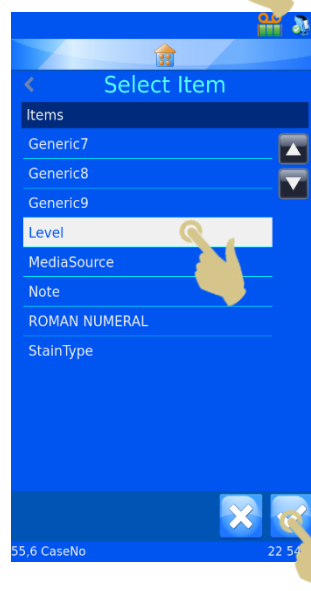 Select Item
Items
Generic7
Generic8
Generic9
Level
MediaSource
Note
ROMAN NUMERAL
StainType
55,6 CaseNo
22 54